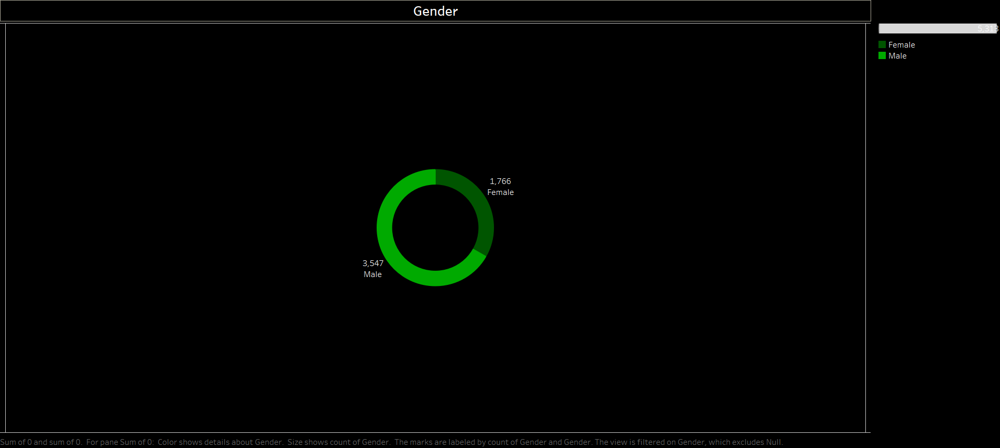 Gender
5,313
Female
Male
1,766
Female
3,547
Male
Sum of 0 and sum of 0.  For pane Sum of 0:  Color shows details about Gender.  Size shows count of Gender.  The marks are labeled by count of Gender and Gender. The view is filtered on Gender, which excludes Null.